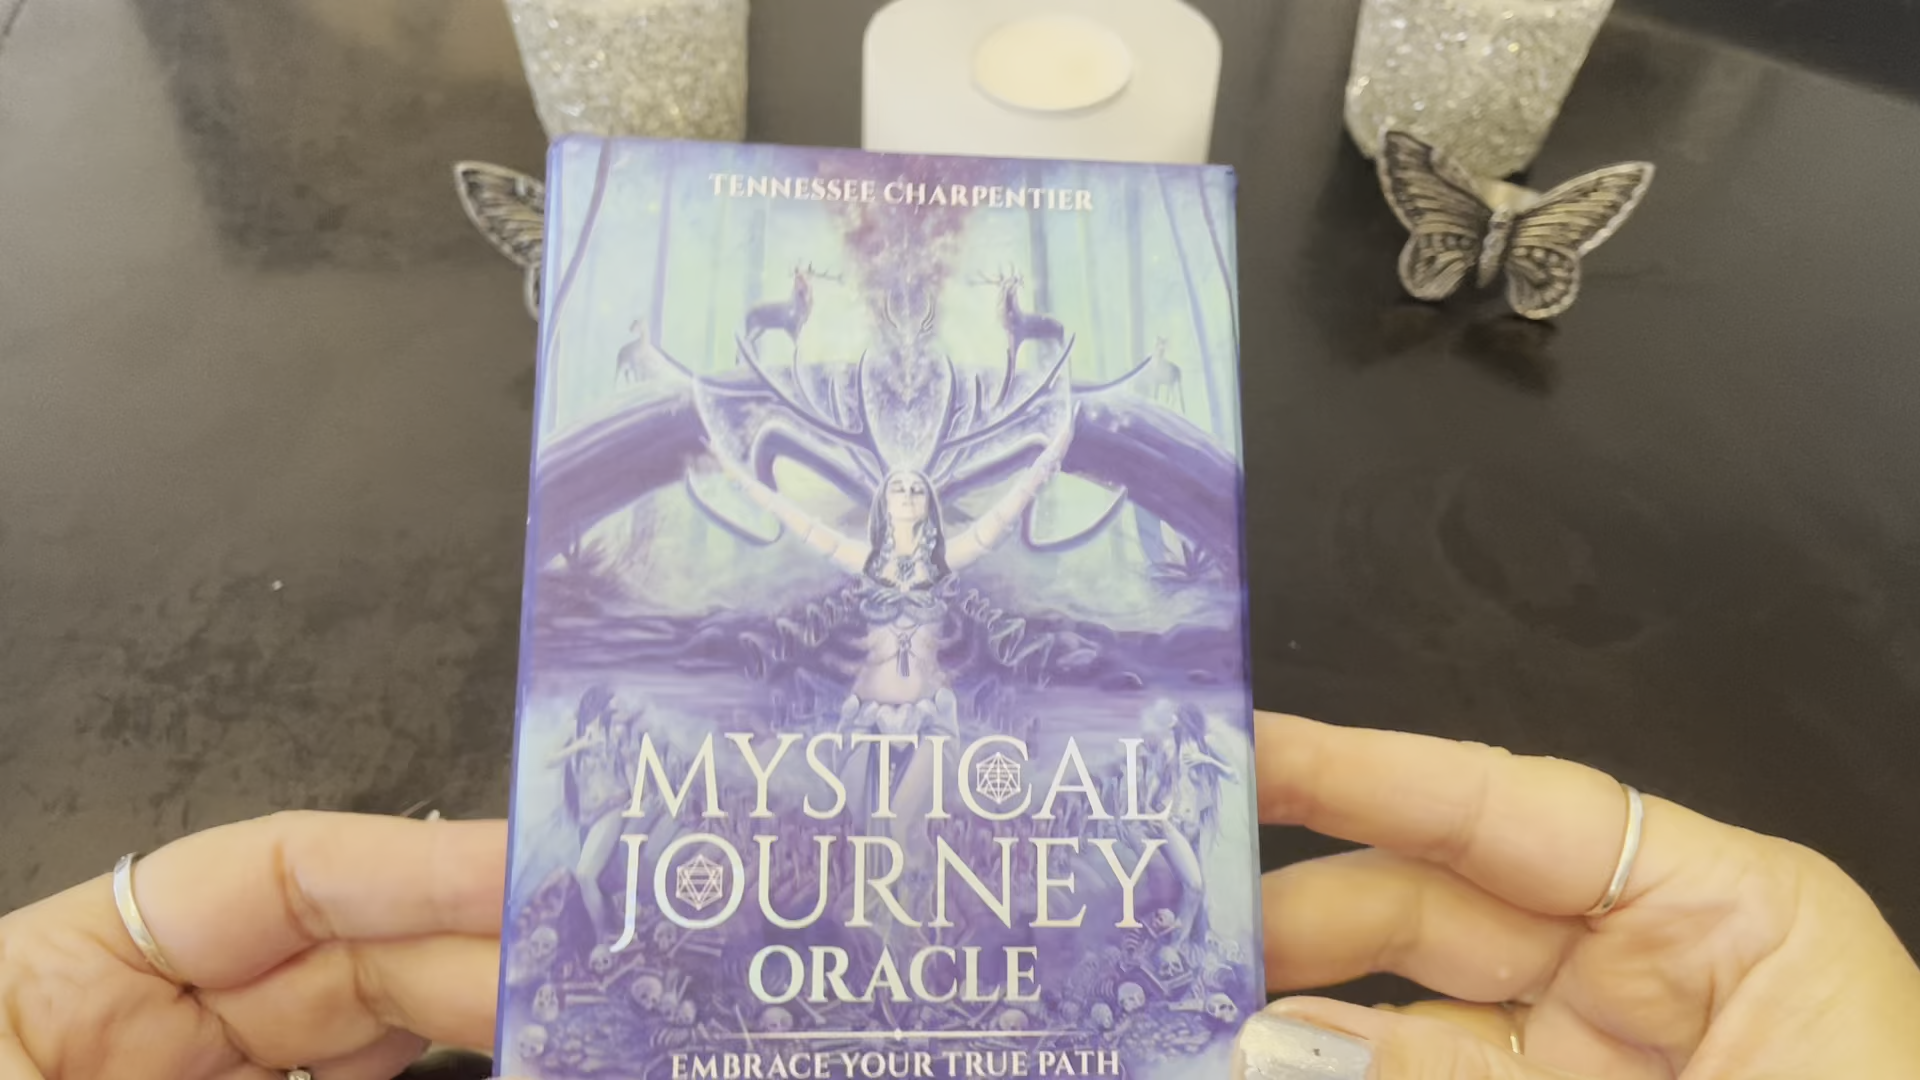 TENNESSEE CHARPENTIER
MYSTICAL
JOURNEY
ORACLE
EMBRACE YOUR TRUE PATH